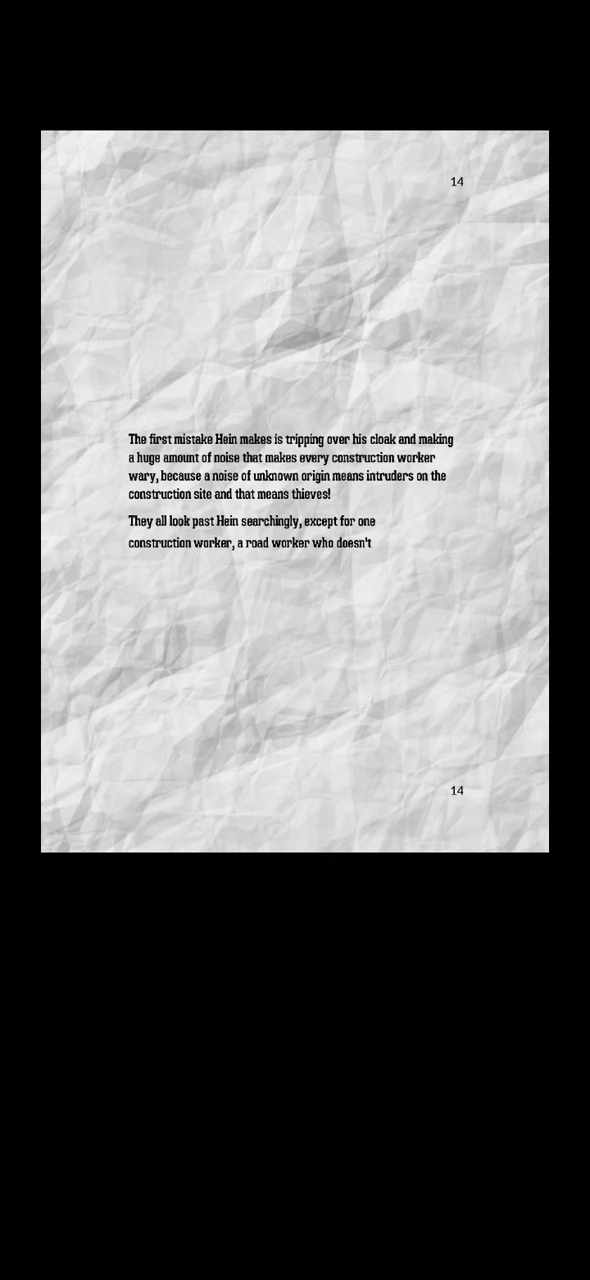 14
The first mistake Hein makes is tripping over his cloak and making
a huge amount of noise that makes every construction worker
wary, because a noise of unknown origin means intruders on the
construction site and that means thieves!
They all look past Hein searchingly, except for one
construction worker, a road worker who doesn't
14